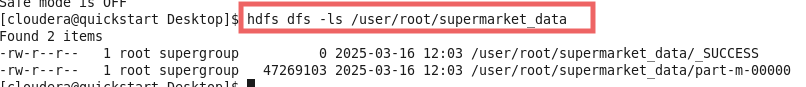 Safe mode is OFF
[cloudera@quickstart Desktop]$ hdfs dfs -ls /user/root/supermarket_data
Found 2 items
-rw-r--r--   1 root supergroup          0 2025-03-16 12:03 /user/root/supermarket_data/_SUCCESS
-rw-r--r--   1 root supergroup   47269103 2025-03-16 12:03 /user/root/supermarket_data/part-m-00000
[cloudera@quickstart Desktop]$